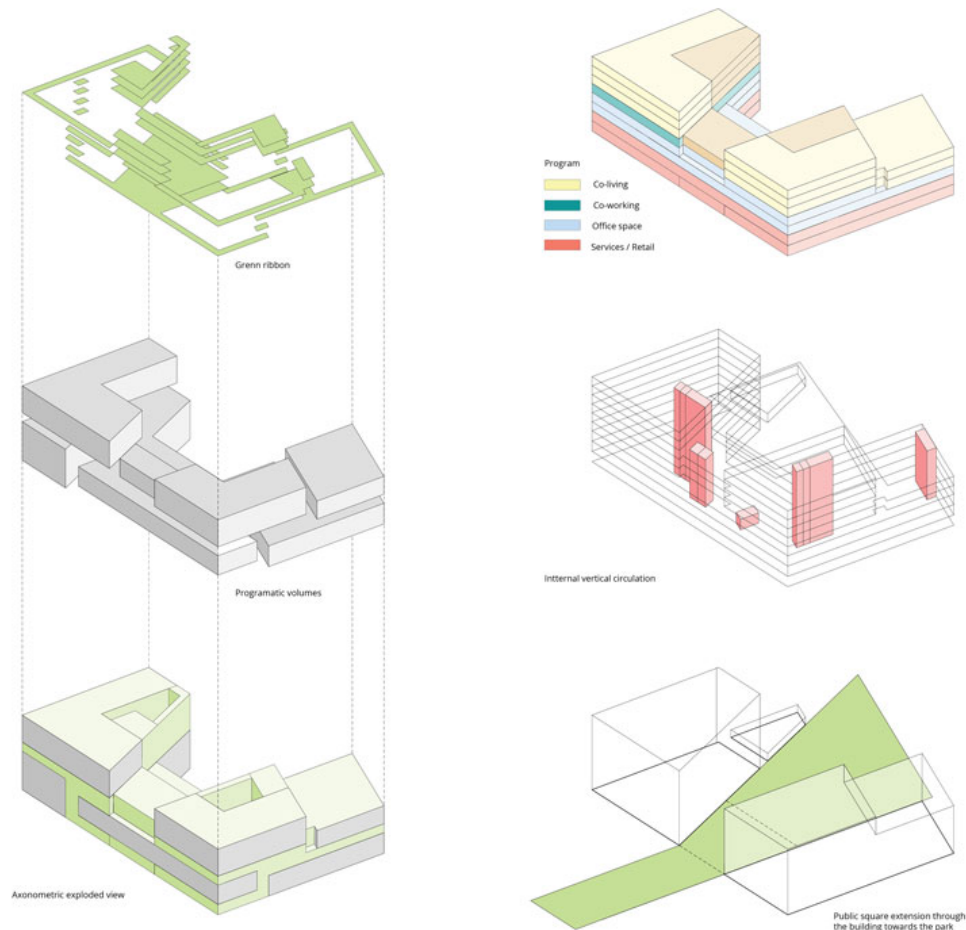 Grenn ribbon
Programatic volumes
Axonometric exploded view
Program
Co-living
Co-working
Office space
Services / Retail
Intternal vertical circulation
Public square extension through
the building towards the park